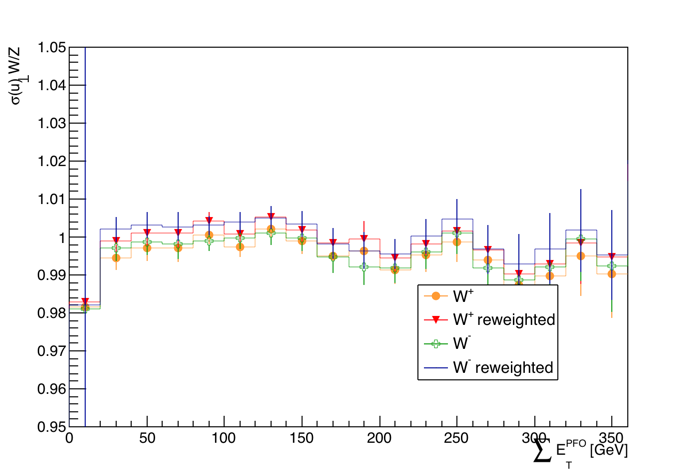 σ(u⊥) W/Z
1.05
1.04
1.03
1.02
1.01
1
0.99
0.98
0.97
0.96
0.95
W⁺
W⁺ reweighted
W⁻
W⁻ reweighted
0 50 100 150 200 250 300 350
∑ E_T^PFO [GeV]